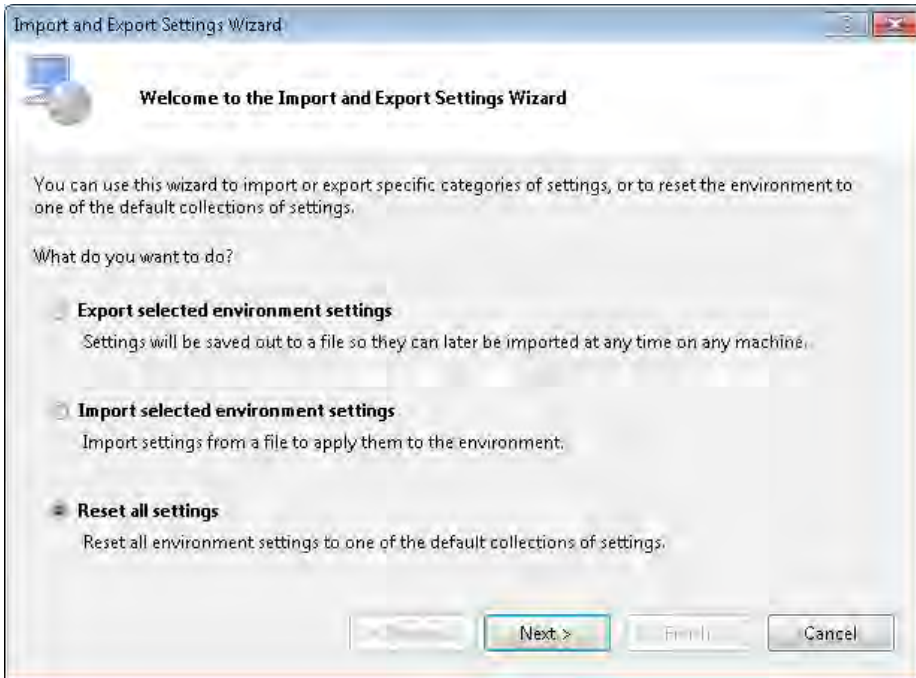 Import and Export Settings Wizard
Welcome to the Import and Export Settings Wizard
You can use this wizard to import or export specific categories of settings, or to reset the environment to
one of the default collections of settings.
What do you want to do?
Export selected environment settings
Settings will be saved out to a file so they can later be imported at any time on any machine.
Import selected environment settings
Import settings from a file to apply them to the environment.
Reset all settings
Reset all environment settings to one of the default collections of settings.
Next > Finish Cancel